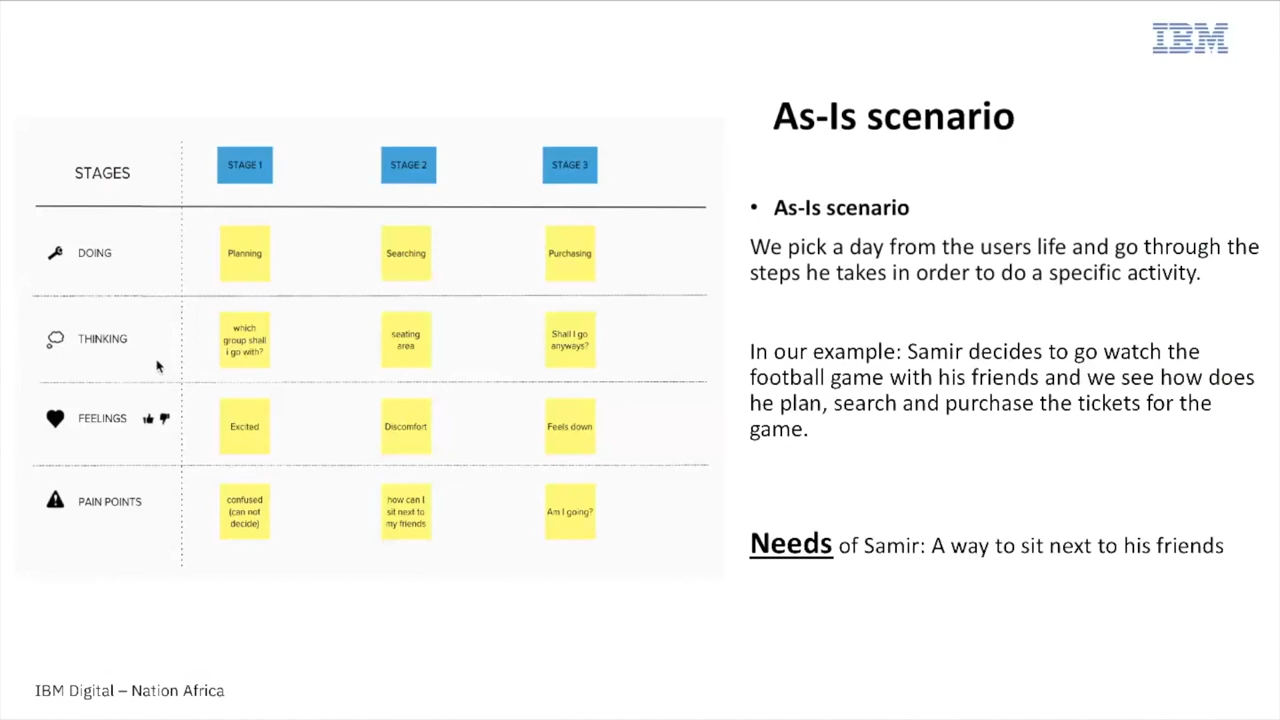 IBM
As-Is scenario
STAGES
STAGE 1
STAGE 2
STAGE 3
DOING
Planning
Searching
Purchasing
THINKING
which
group shall
i go with?
seating
area
Shall I go
anyways?
FEELINGS
Excited
Discomfort
Feels down
PAIN POINTS
confused
(can not
decide)
how can I
sit next to
my friends
Am I going?
• As-Is scenario
We pick a day from the users life and go through the
steps he takes in order to do a specific activity.
In our example: Samir decides to go watch the
football game with his friends and we see how does
he plan, search and purchase the tickets for the
game.
Needs of Samir: A way to sit next to his friends
IBM Digital – Nation Africa